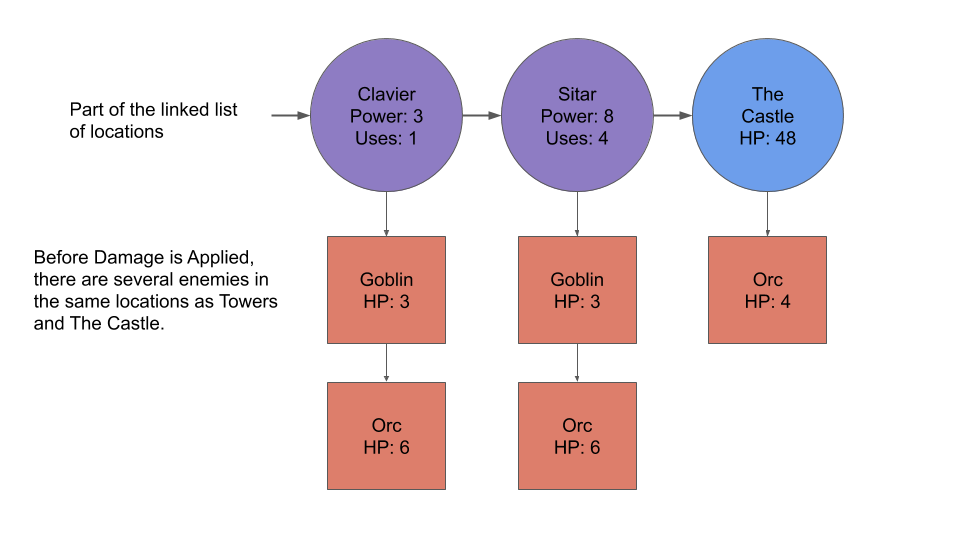 Part of the linked list
of locations
Clavier
Power: 3
Uses: 1
Sitar
Power: 8
Uses: 4
The
Castle
HP: 48
Before Damage is Applied,
there are several enemies in
the same locations as Towers
and The Castle.
Goblin
HP: 3
Goblin
HP: 3
Orc
HP: 4
Orc
HP: 6
Orc
HP: 6